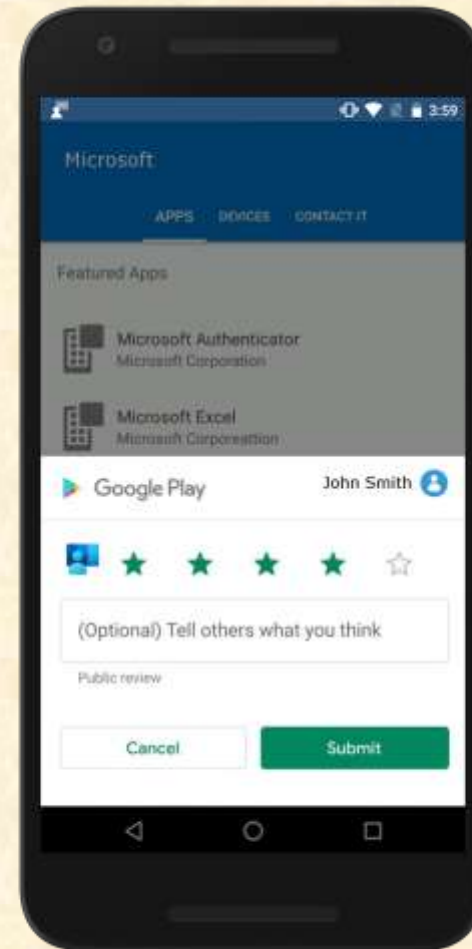 3:59
Microsoft
APPS DEVICES CONTACT IT
Featured Apps
Microsoft Authenticator
Microsoft Corporation
Microsoft Excel
Microsoft Corporeattion
Google Play John Smith
(Optional) Tell others what you think
Public review
Cancel Submit